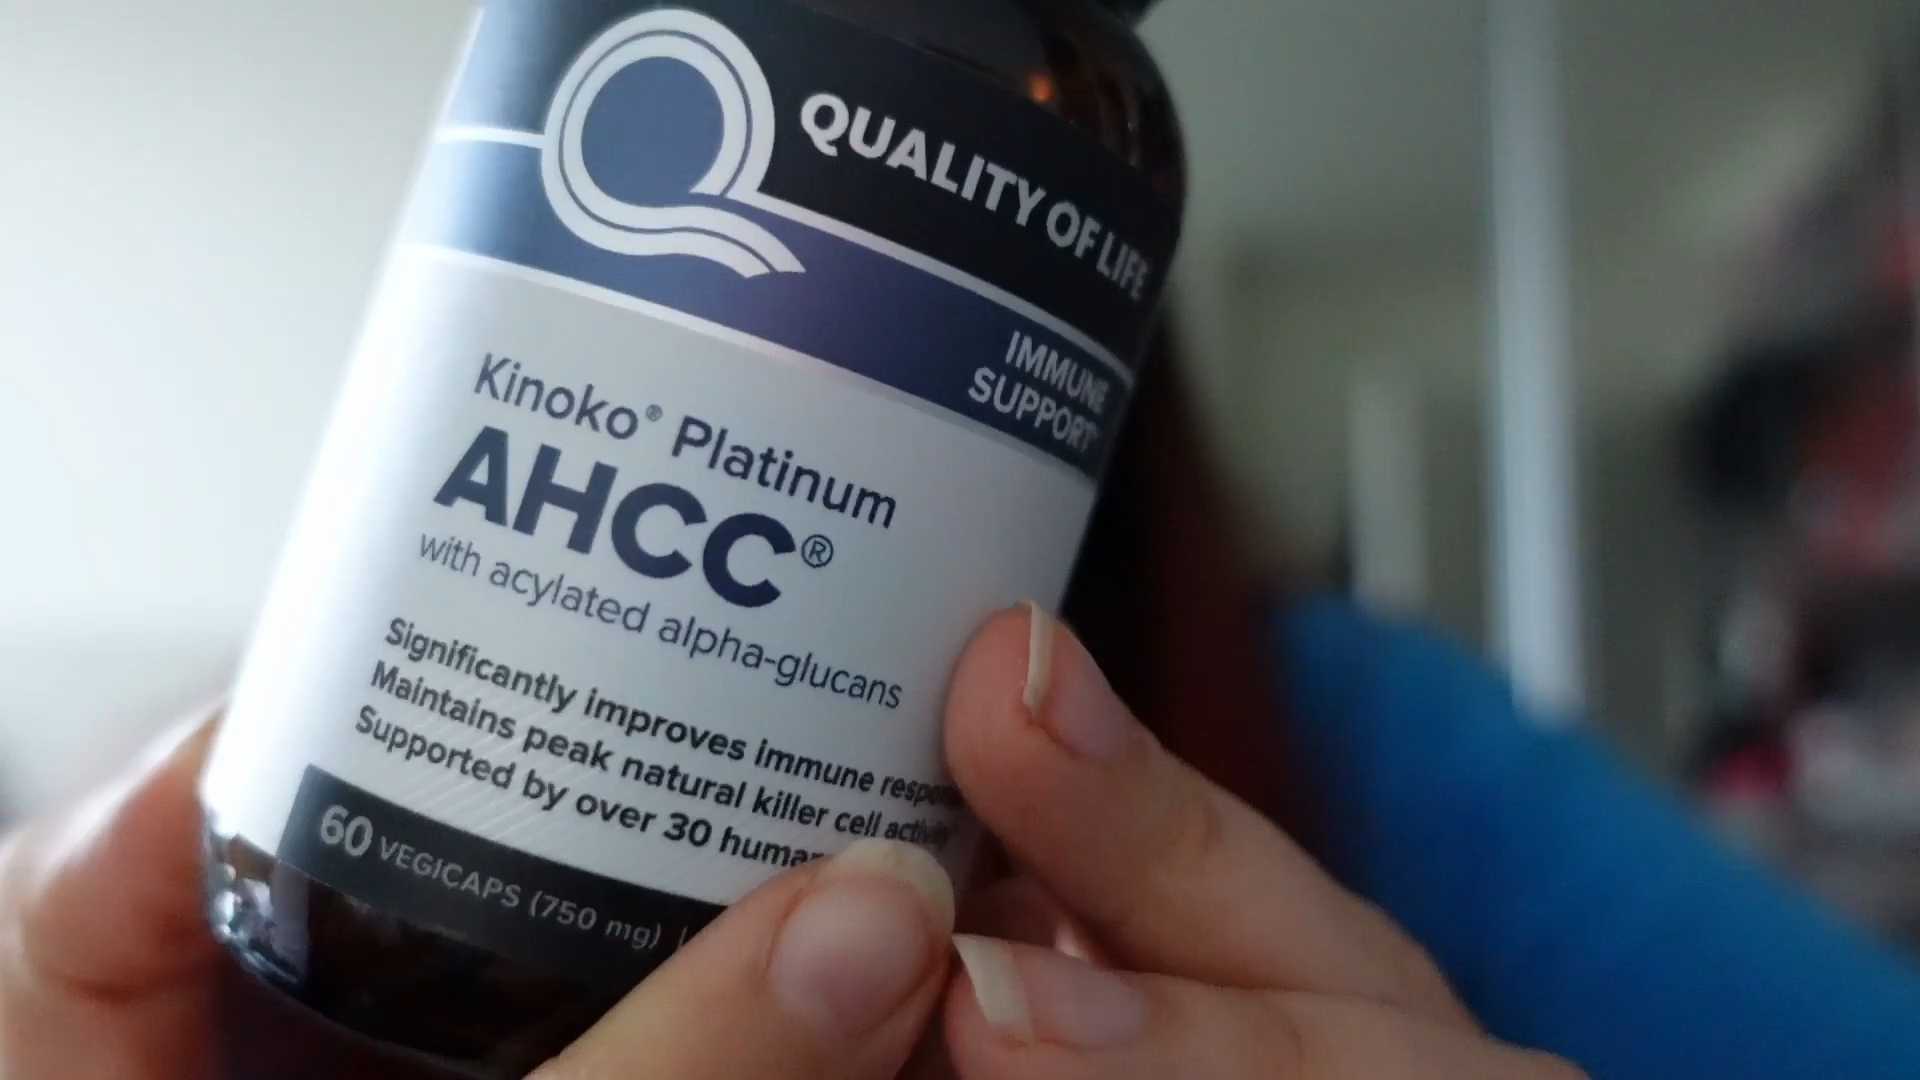 QUALITY OF LIFE
IMMUNE
SUPPORT
Kinoko® Platinum
AHCC®
with acylated alpha-glucans
Significantly improves immune
Maintains peak natural killer cell
Supported by over 30
60 VEGICAPS (750 mg)